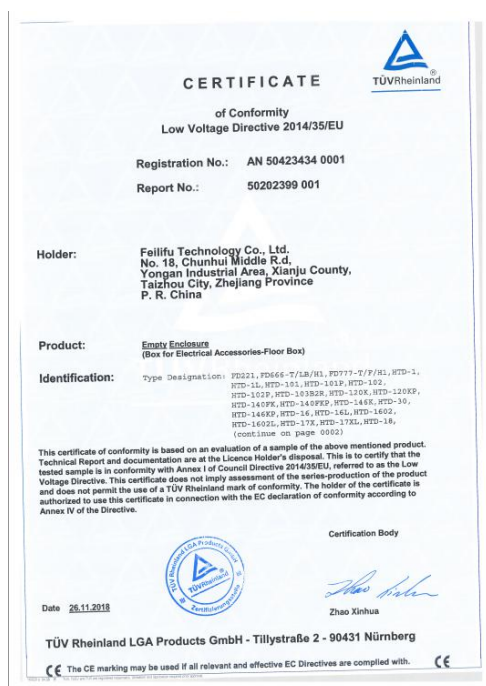 TÜVRheinland®
CERTIFICATE
of Conformity
Low Voltage Directive 2014/35/EU
Registration No.: AN 50423434 0001
Report No.: 50202399 001
Holder: Feilifu Technology Co., Ltd.
No. 18, Chunhui Middle R.d,
Yongan Industrial Area, Xianju County,
Taizhou City, Zhejiang Province
P. R. China
Product: Empty Enclosure
(Box for Electrical Accessories-Floor Box)
Identification: Type Designation: FD221,FD666-T/LB/H1,FD777-T/F/H1,HTD-1,
HTD-1L,HTD-101,HTD-101P,HTD-102,
HTD-102P,HTD-103B2R,HTD-120K,HTD-120KP,
HTD-140FK,HTD-140FKP,HTD-146K,HTD-30,
HTD-146KP,HTD-16,HTD-16L,HTD-1602,
HTD-1602L,HTD-17X,HTD-17XL,HTD-18,
(continue on page 0002)
This certificate of conformity is based on an evaluation of a sample of the above mentioned product.
Technical Report and documentation are at the Licence Holder's disposal. This is to certify that the
tested sample is in conformity with Annex I of Council Directive 2014/35/EU, referred to as the Low
Voltage Directive. This certificate does not imply assessment of the series-production of the product
and does not permit the use of a TÜV Rheinland mark of conformity. The holder of the certificate is
authorized to use this certificate in connection with the EC declaration of conformity according to
Annex IV of the Directive.
Certification Body
TÜV Rheinland LGA Products GmbH
TÜVRheinland
Zertifizierungsstelle
Date 26.11.2018
Zhao Xinhua
TÜV Rheinland LGA Products GmbH - Tillystraße 2 - 90431 Nürnberg
CE The CE marking may be used if all relevant and effective EC Directives are complied with. CE